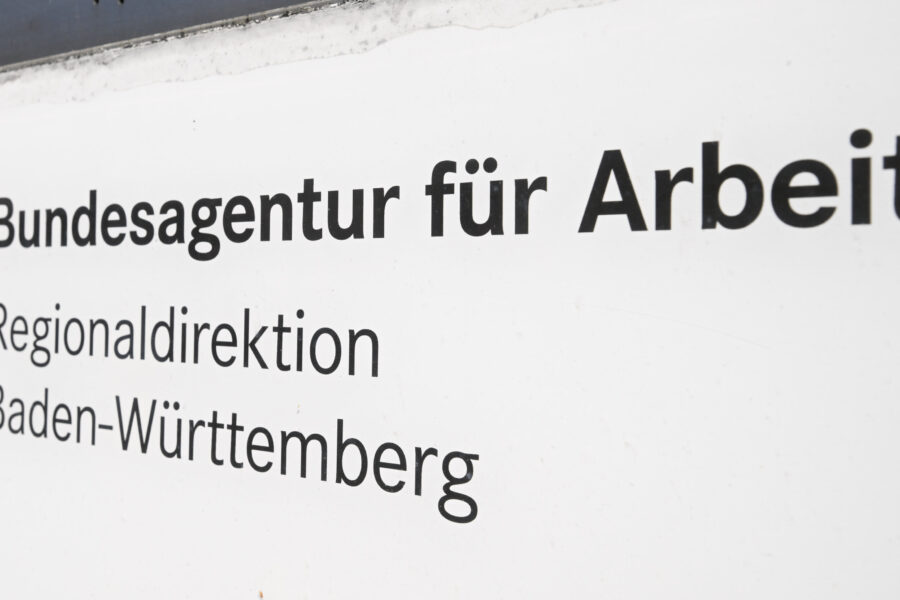 Bundesagentur für Arbeit
Regionaldirektion
Baden-Württemberg